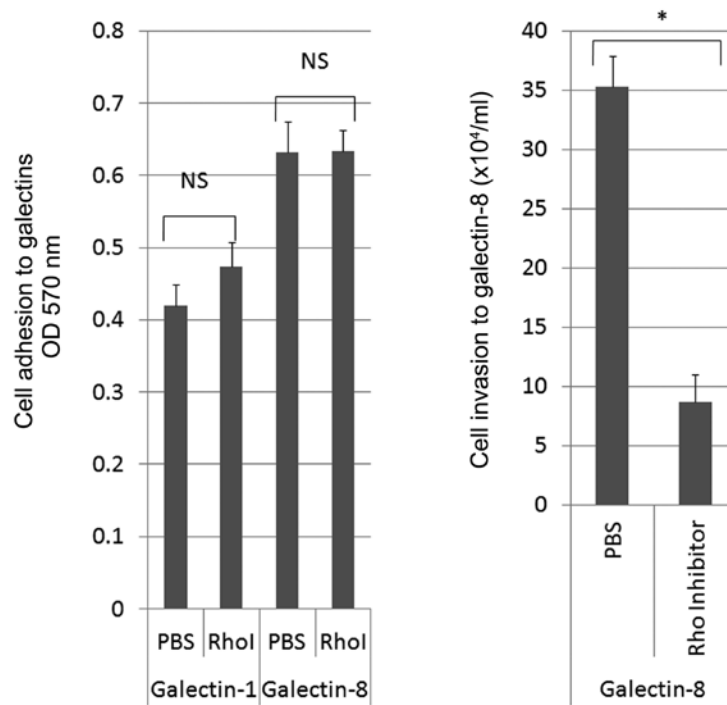 Cell adhesion to galectins
OD 570 nm
0.8
0.7
0.6
0.5
0.4
0.3
0.2
0.1
0
NS
NS
PBS RhoI PBS RhoI
Galectin-1 Galectin-8
Cell invasion to galectin-8 (x10⁴/ml)
40
35
30
25
20
15
10
5
0
*
PBS
Rho Inhibitor
Galectin-8